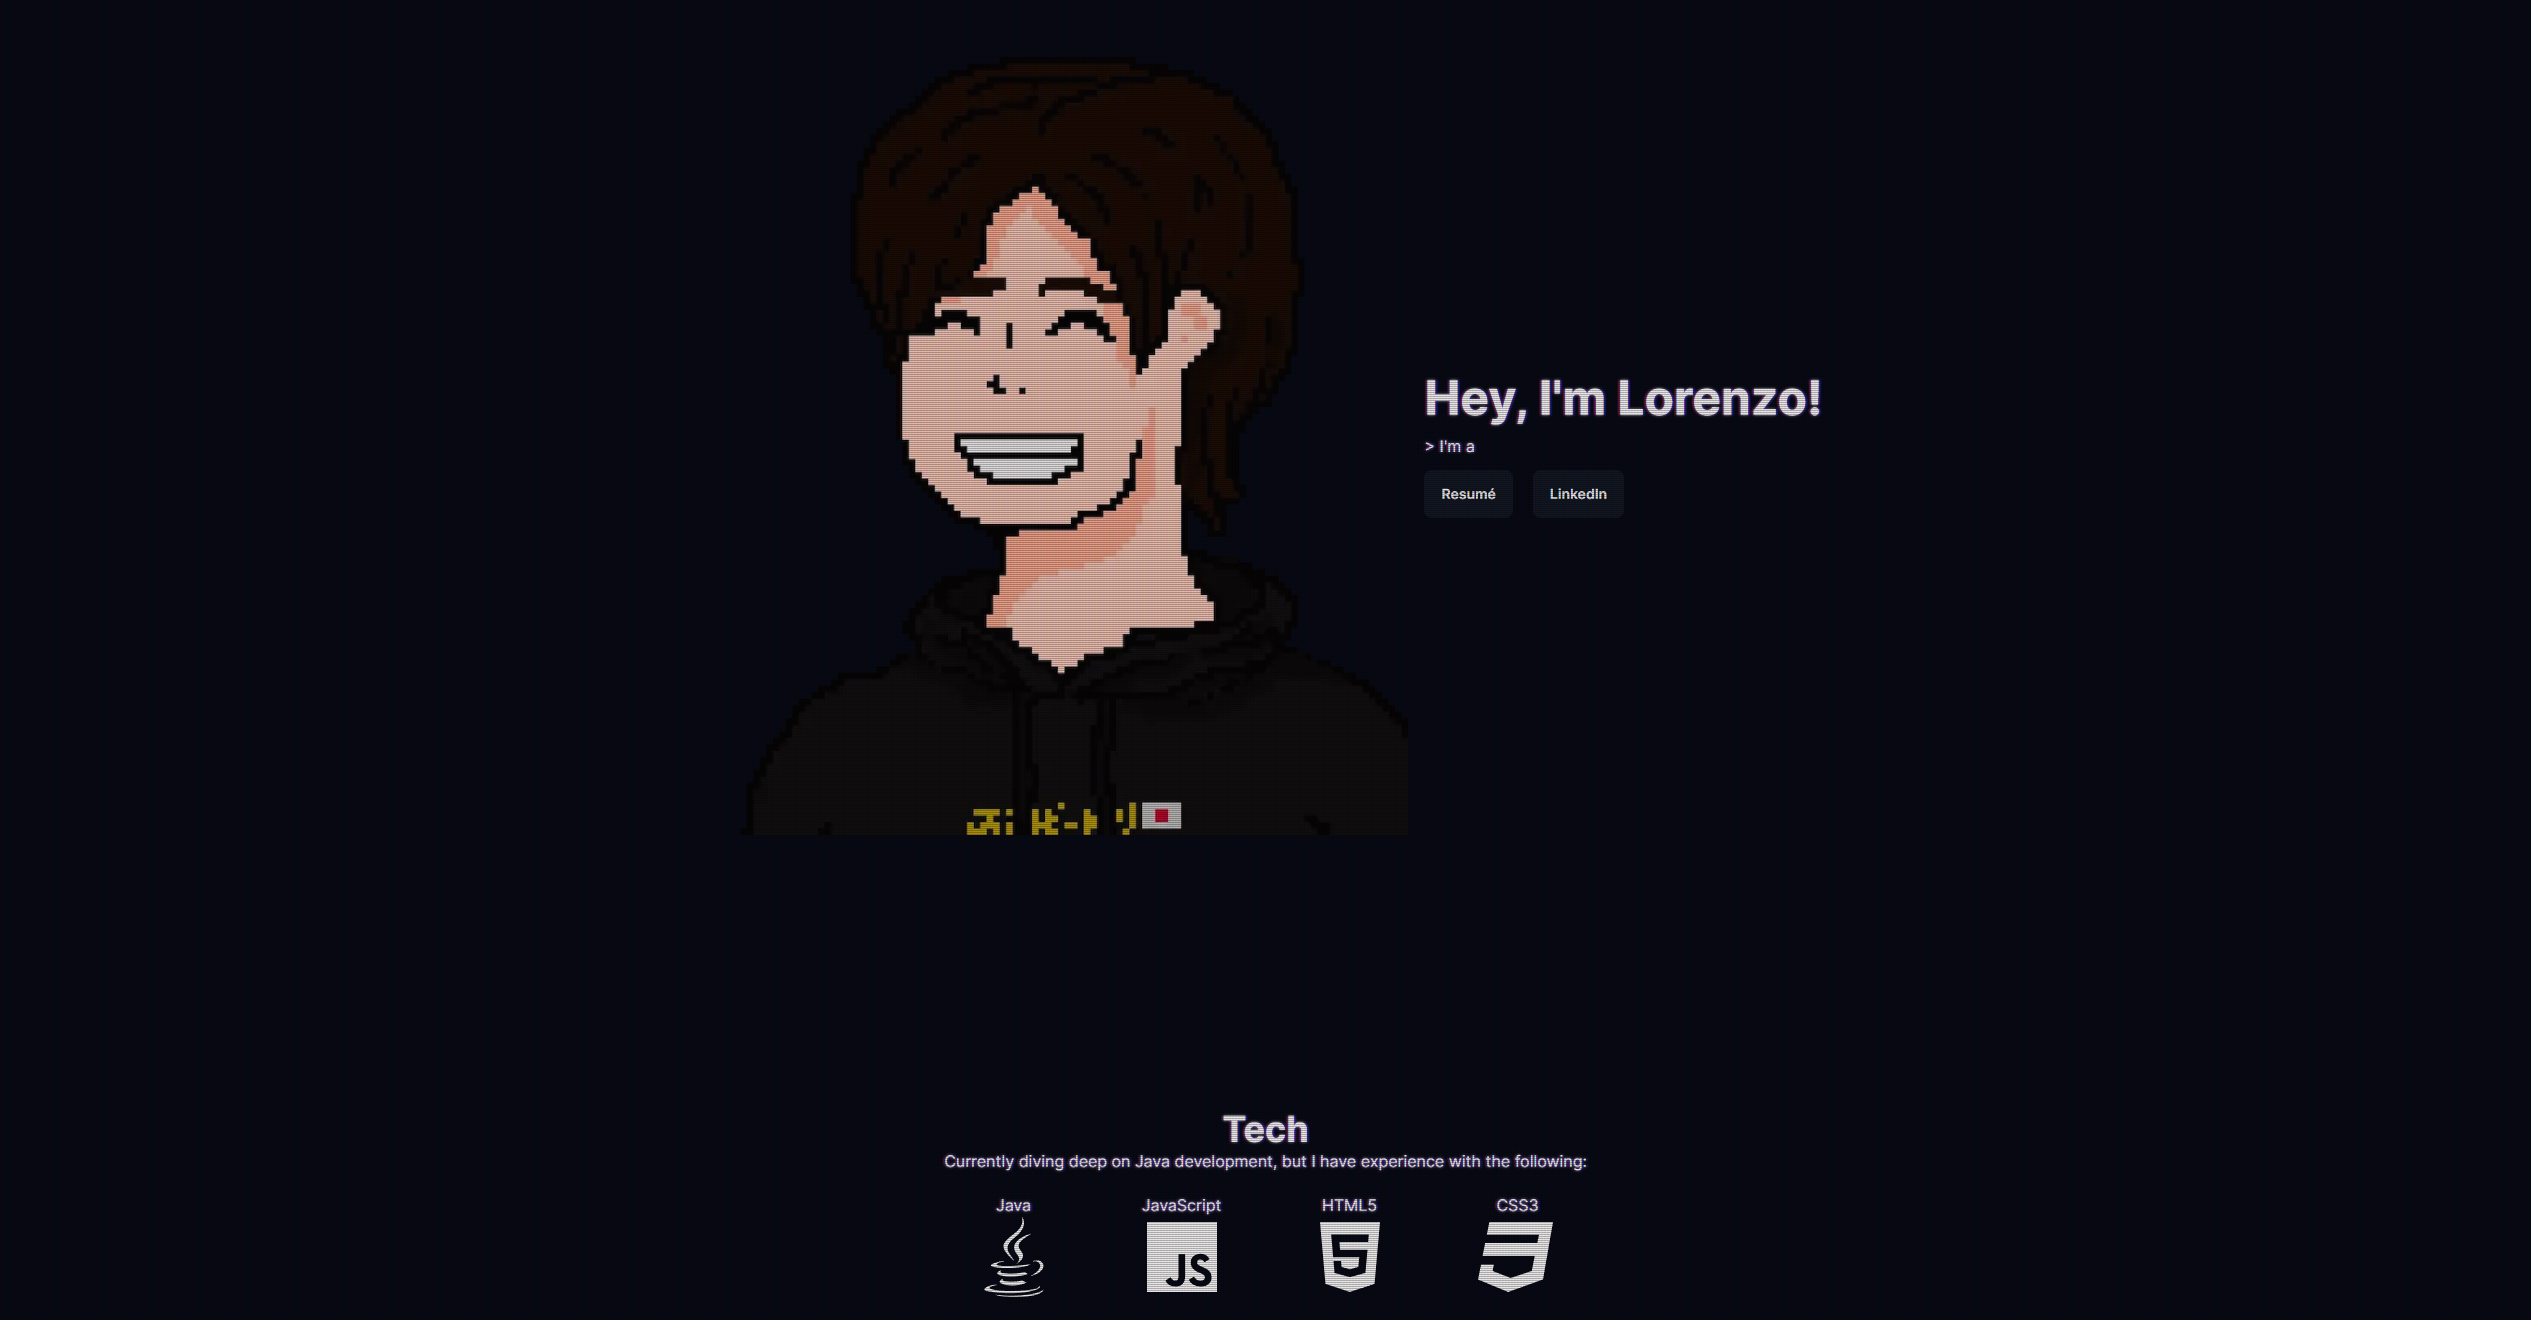 Hey, I'm Lorenzo!
> I'm a
Resumé
LinkedIn
Tech
Currently diving deep on Java development, but I have experience with the following:
Java
JavaScript
HTML5
CSS3
JS